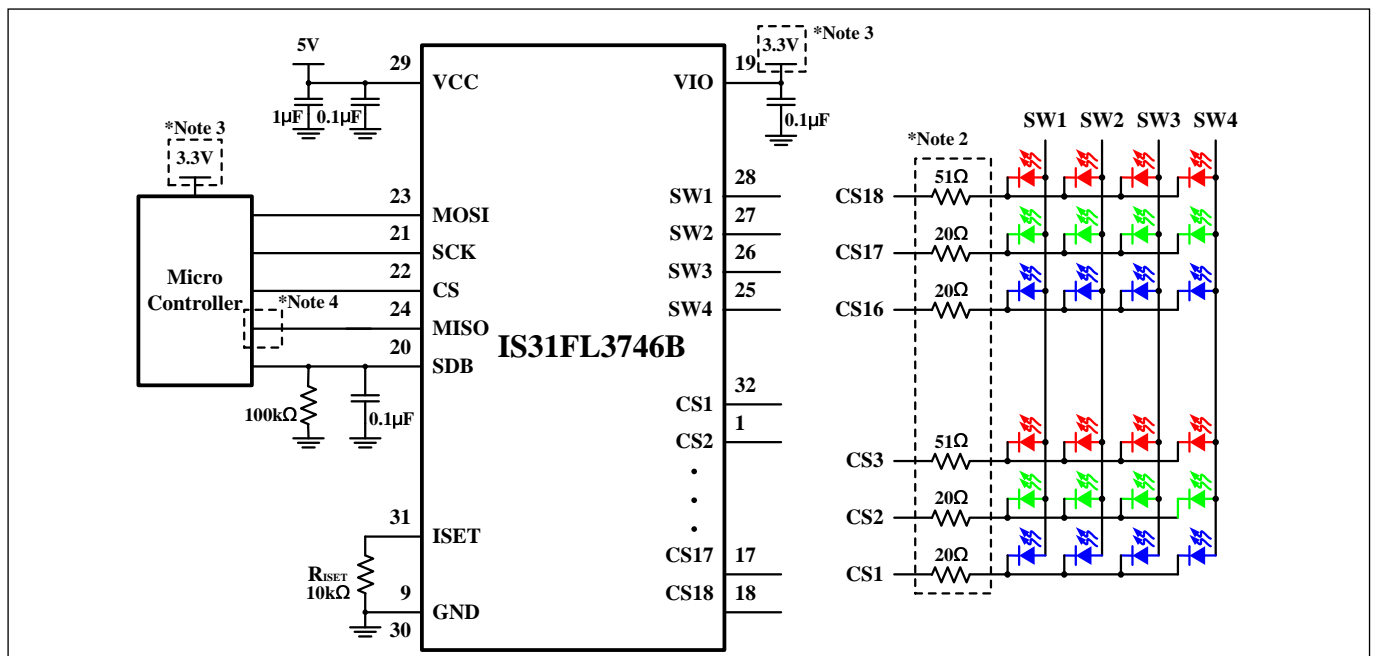 5V
29
VCC
1μF
0.1μF
*Note 3
3.3V
Micro
Controller
23
MOSI
21
SCK
22
CS
*Note 4
24
MISO
20
SDB
100kΩ
0.1μF
31
ISET
RISET
10kΩ
9
GND
30
IS31FL3746B
3.3V
*Note 3
19
VIO
0.1μF
28
SW1
27
SW2
26
SW3
25
SW4
32
CS1
1
CS2
CS17
17
CS18
18
*Note 2
SW1 SW2 SW3 SW4
51Ω
CS18
20Ω
CS17
20Ω
CS16
51Ω
CS3
20Ω
CS2
20Ω
CS1